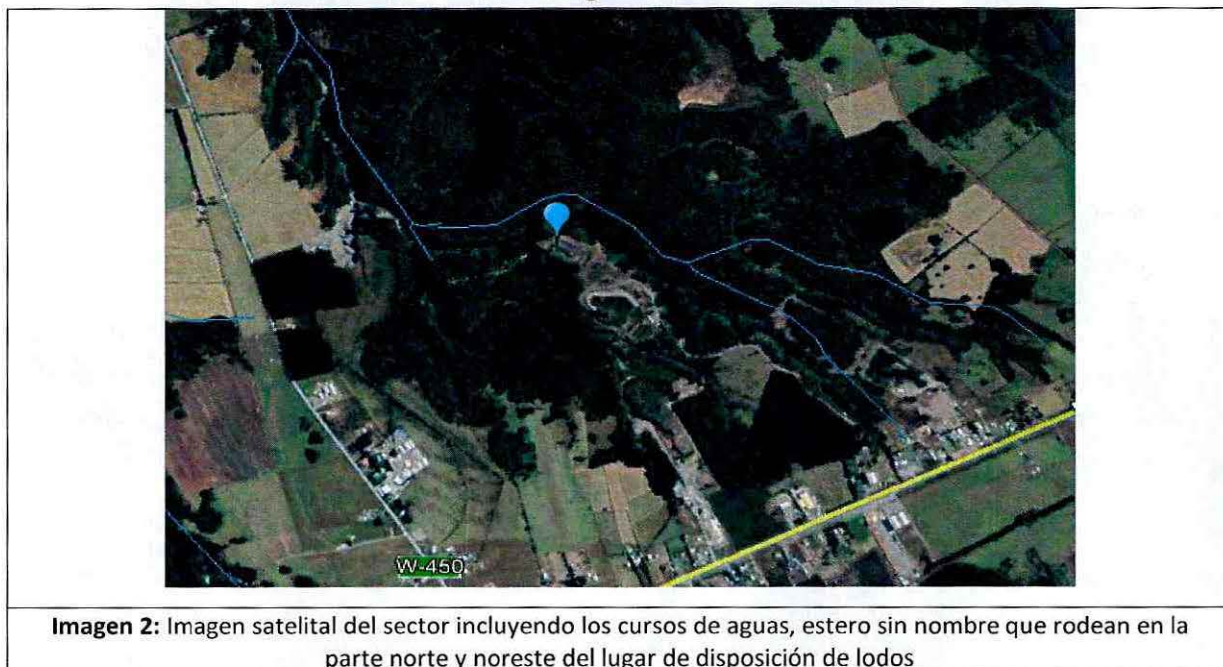 W-450
Imagen 2: Imagen satelital del sector incluyendo los cursos de aguas, estero sin nombre que rodean en la
parte norte y noreste del lugar de disposición de lodos